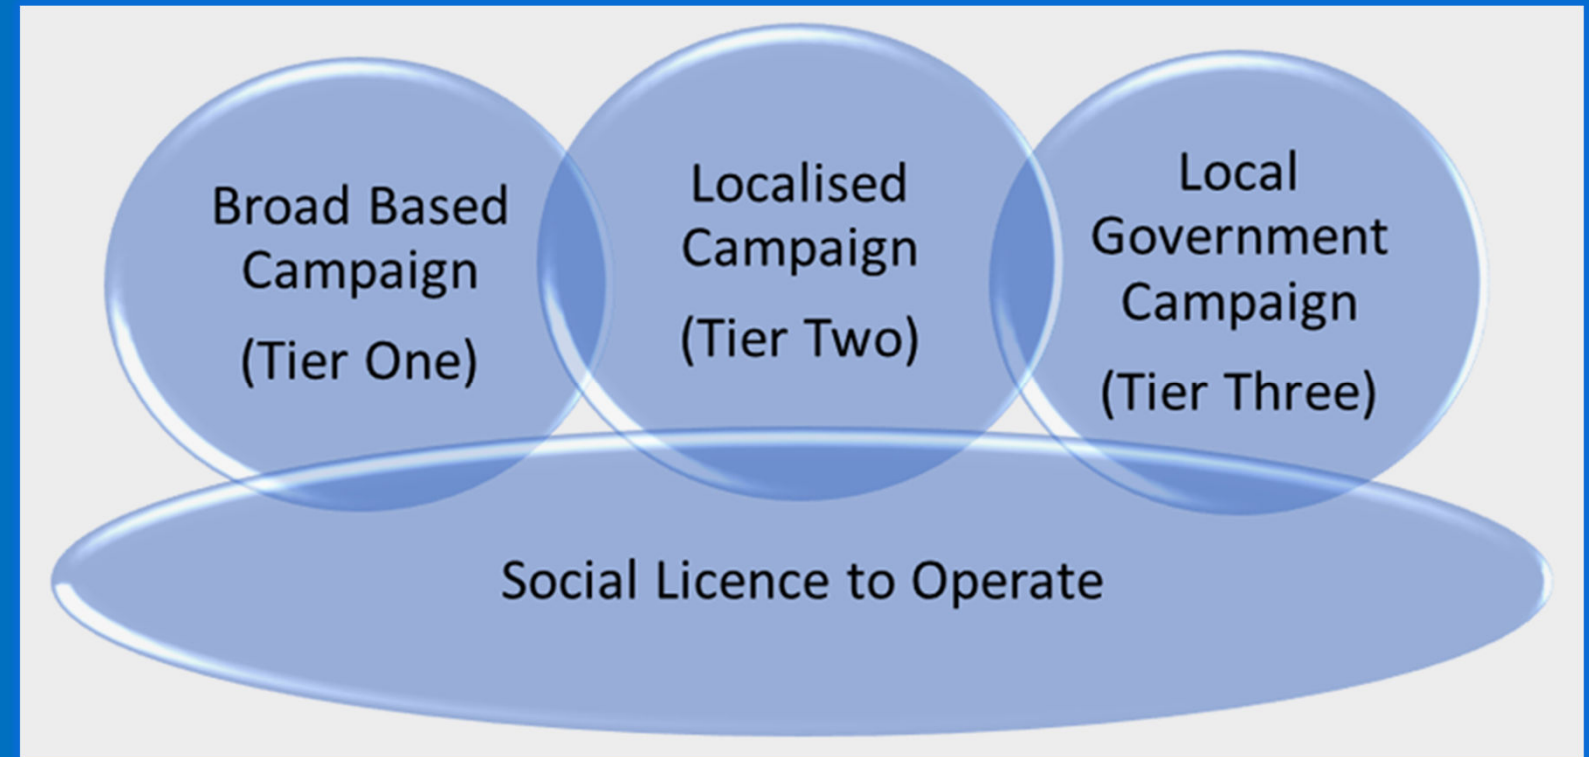 Broad Based
Campaign
(Tier One)
Localised
Campaign
(Tier Two)
Local
Government
Campaign
(Tier Three)
Social Licence to Operate